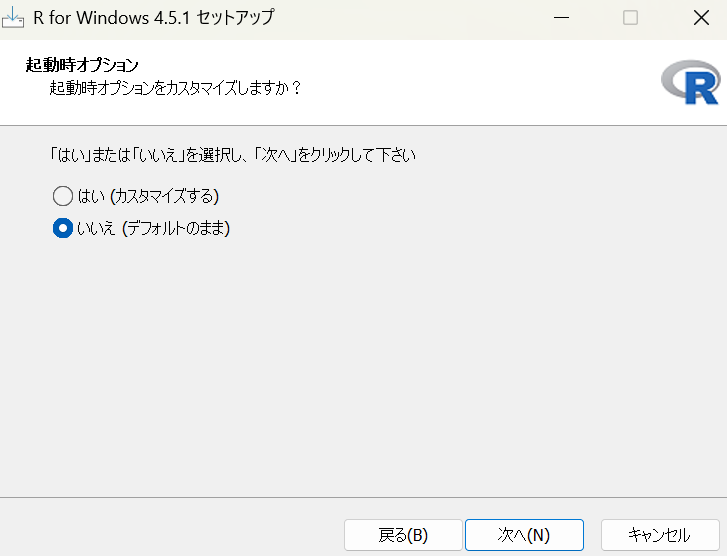 R for Windows 4.5.1 セットアップ
起動時オプション
起動時オプションをカスタマイズしますか？
R
「はい」または「いいえ」を選択し、「次へ」をクリックして下さい
はい (カスタマイズする)
いいえ (デフォルトのまま)
戻る(B) 次へ(N) キャンセル